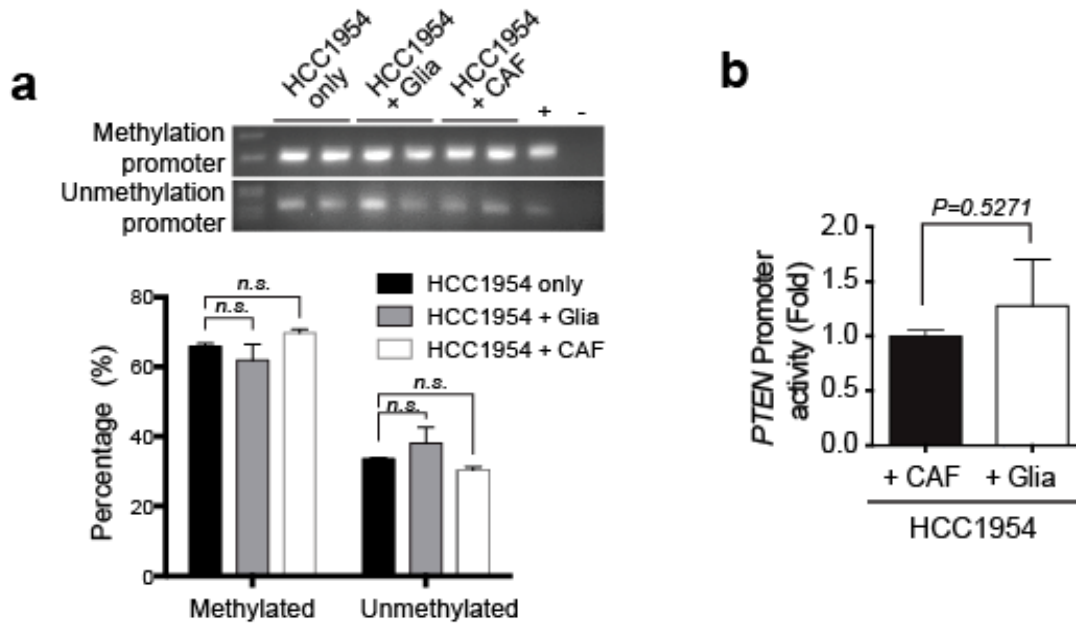 a
HCC1954
only
HCC1954
+ Glia
HCC1954
+ CAF
+
-
Methylation
promoter
Unmethylation
promoter
HCC1954 only
HCC1954 + Glia
HCC1954 + CAF
Percentage (%)
80
60
40
20
0
n.s.
n.s.
n.s.
n.s.
Methylated
Unmethylated
b
P=0.5271
PTEN Promoter
activity (Fold)
2.0
1.5
1.0
0.5
0.0
+ CAF
+ Glia
HCC1954